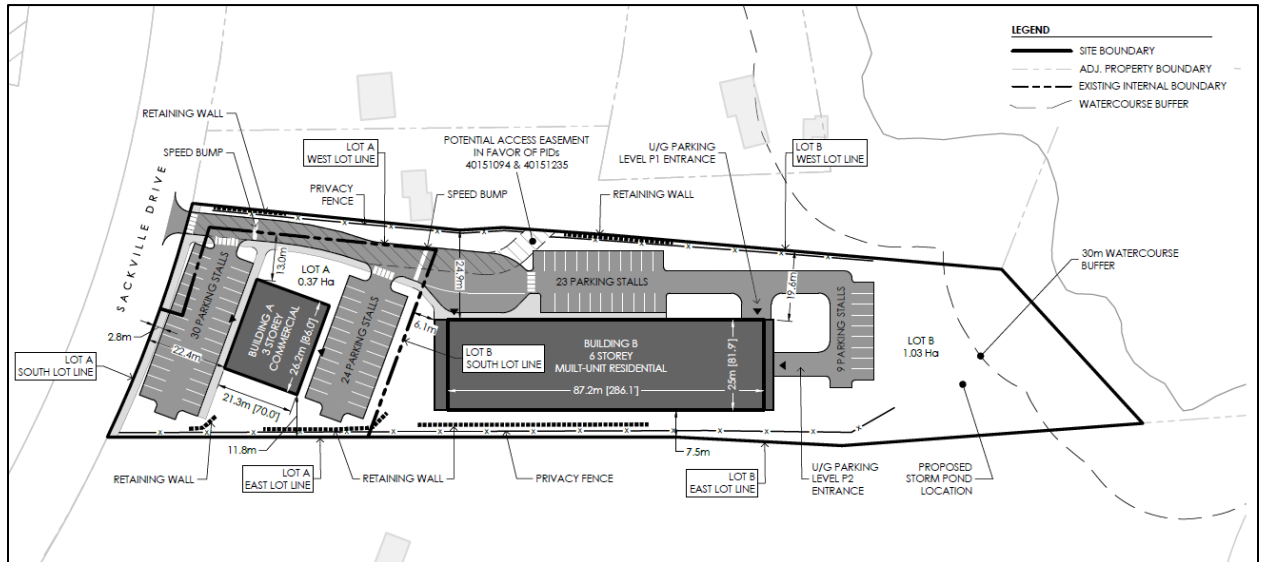 LEGEND
SITE BOUNDARY
ADJ. PROPERTY BOUNDARY
EXISTING INTERNAL BOUNDARY
WATERCOURSE BUFFER
RETAINING WALL
SPEED BUMP
LOT A
WEST LOT LINE
PRIVACY
FENCE
POTENTIAL ACCESS EASEMENT
IN FAVOR OF PIDs
40151094 & 40151235
SPEED BUMP
U/G PARKING
LEVEL P1 ENTRANCE
RETAINING WALL
LOT B
WEST LOT LINE
30m WATERCOURSE
BUFFER
SACKVILLE DRIVE
13.0m
LOT A
0.37 Ha
24.9m
23 PARKING STALLS
19.6m
30 PARKING STALLS
BUILDING A
3 STOREY
COMMERCIAL
26.2m [86.0']
24 PARKING STALLS
6.1m
2.8m
22.4m
LOT A
SOUTH LOT LINE
21.3m [70.0']
11.8m
LOT B
SOUTH LOT LINE
BUILDING B
6 STOREY
MUILT-UNIT RESIDENTIAL
87.2m [286.1']
25m [81.9']
9 PARKING STALLS
LOT B
1.03 Ha
7.5m
RETAINING WALL
LOT A
EAST LOT LINE
RETAINING WALL
PRIVACY FENCE
LOT B
EAST LOT LINE
U/G PARKING
LEVEL P2
ENTRANCE
PROPOSED
STORM POND
LOCATION